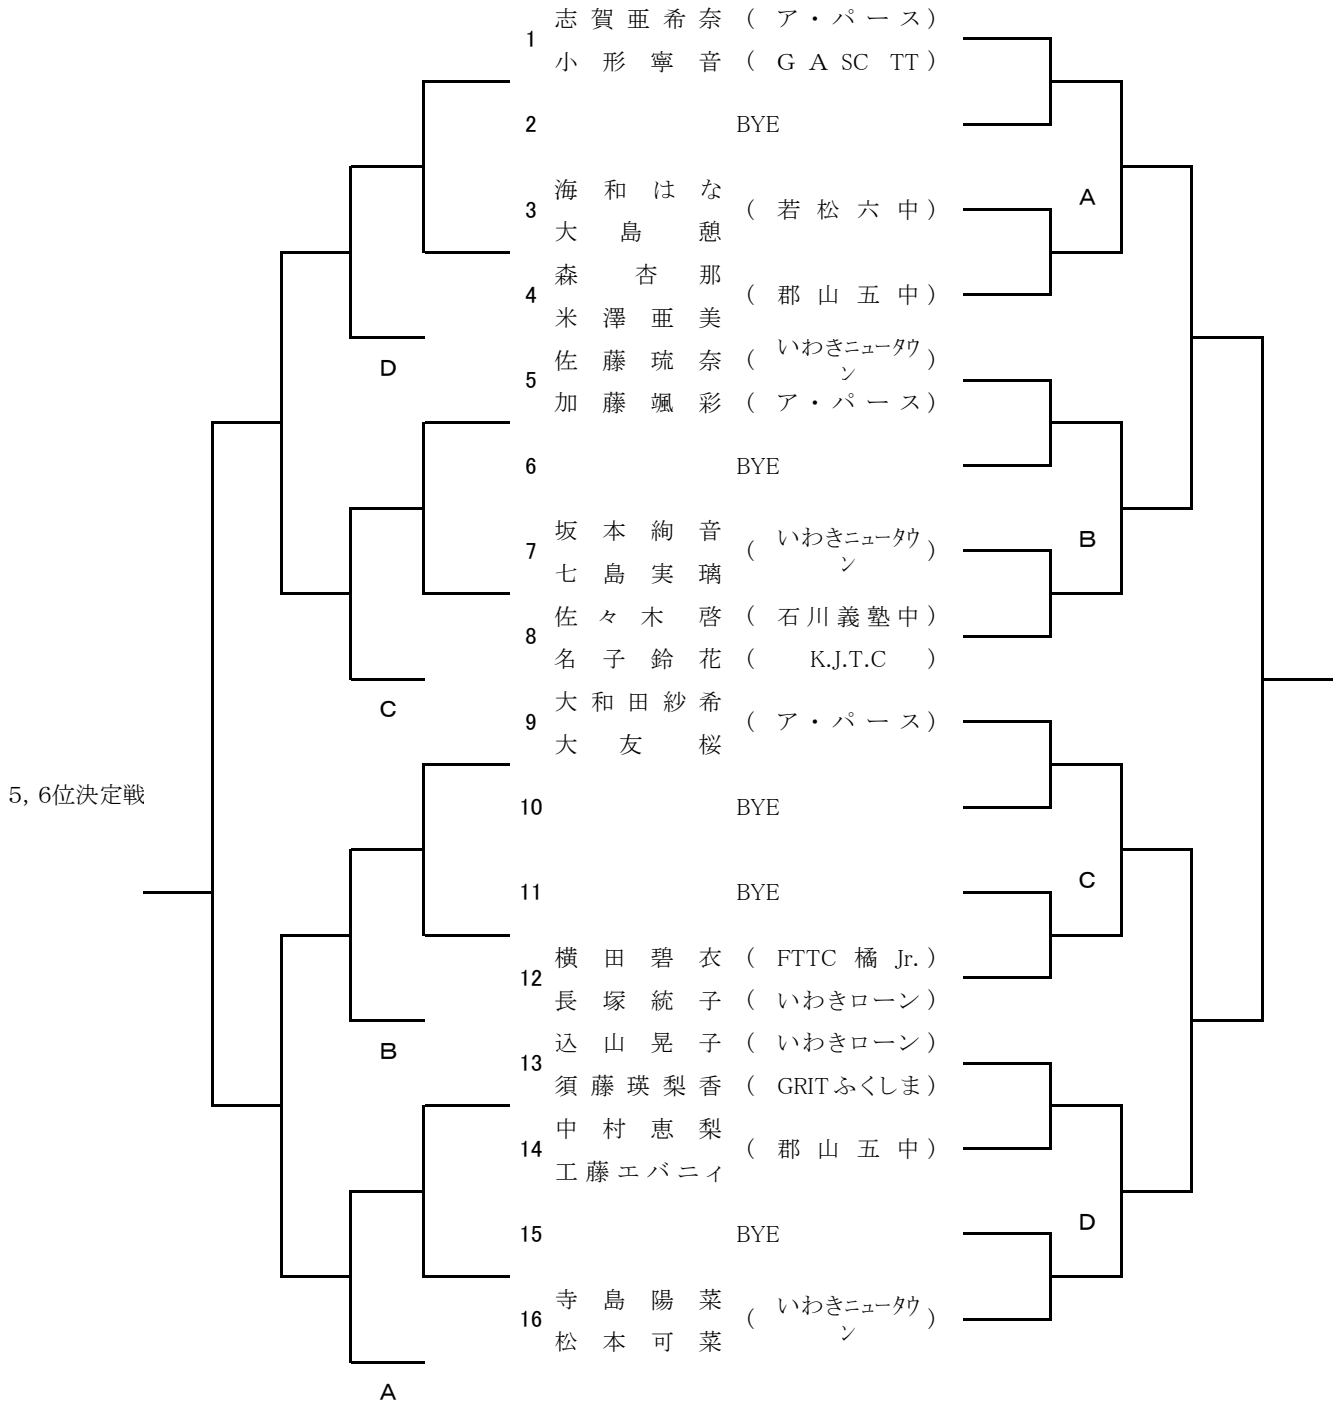 志賀亜希奈 ( ア・パース )
1
小形寧音 ( GASC TT )
2 BYE
海和はな
3 ( 若松六中 )
大島憩
森杏那
4 ( 郡山五中 )
米澤亜美
佐藤琉奈 ( いわきニュータウン )
5
加藤颯彩 ( ア・パース )
6 BYE
坂本絢音
7 ( いわきニュータウン )
七島実璃
佐々木啓 ( 石川義塾中 )
8
名子鈴花 ( K.J.T.C )
大和田紗希
9 ( ア・パース )
大友桜
10 BYE
11 BYE
横田碧衣 ( FTTC 橘 Jr. )
12
長塚統子 ( いわきローン )
込山晃子 ( いわきローン )
13
須藤瑛梨香 ( GRITふくしま )
中村恵梨
14 ( 郡山五中 )
工藤エバニィ
15 BYE
寺島陽菜
16 ( いわきニュータウン )
松本可菜
A
B
C
D
D
C
5, 6位決定戦
B
A